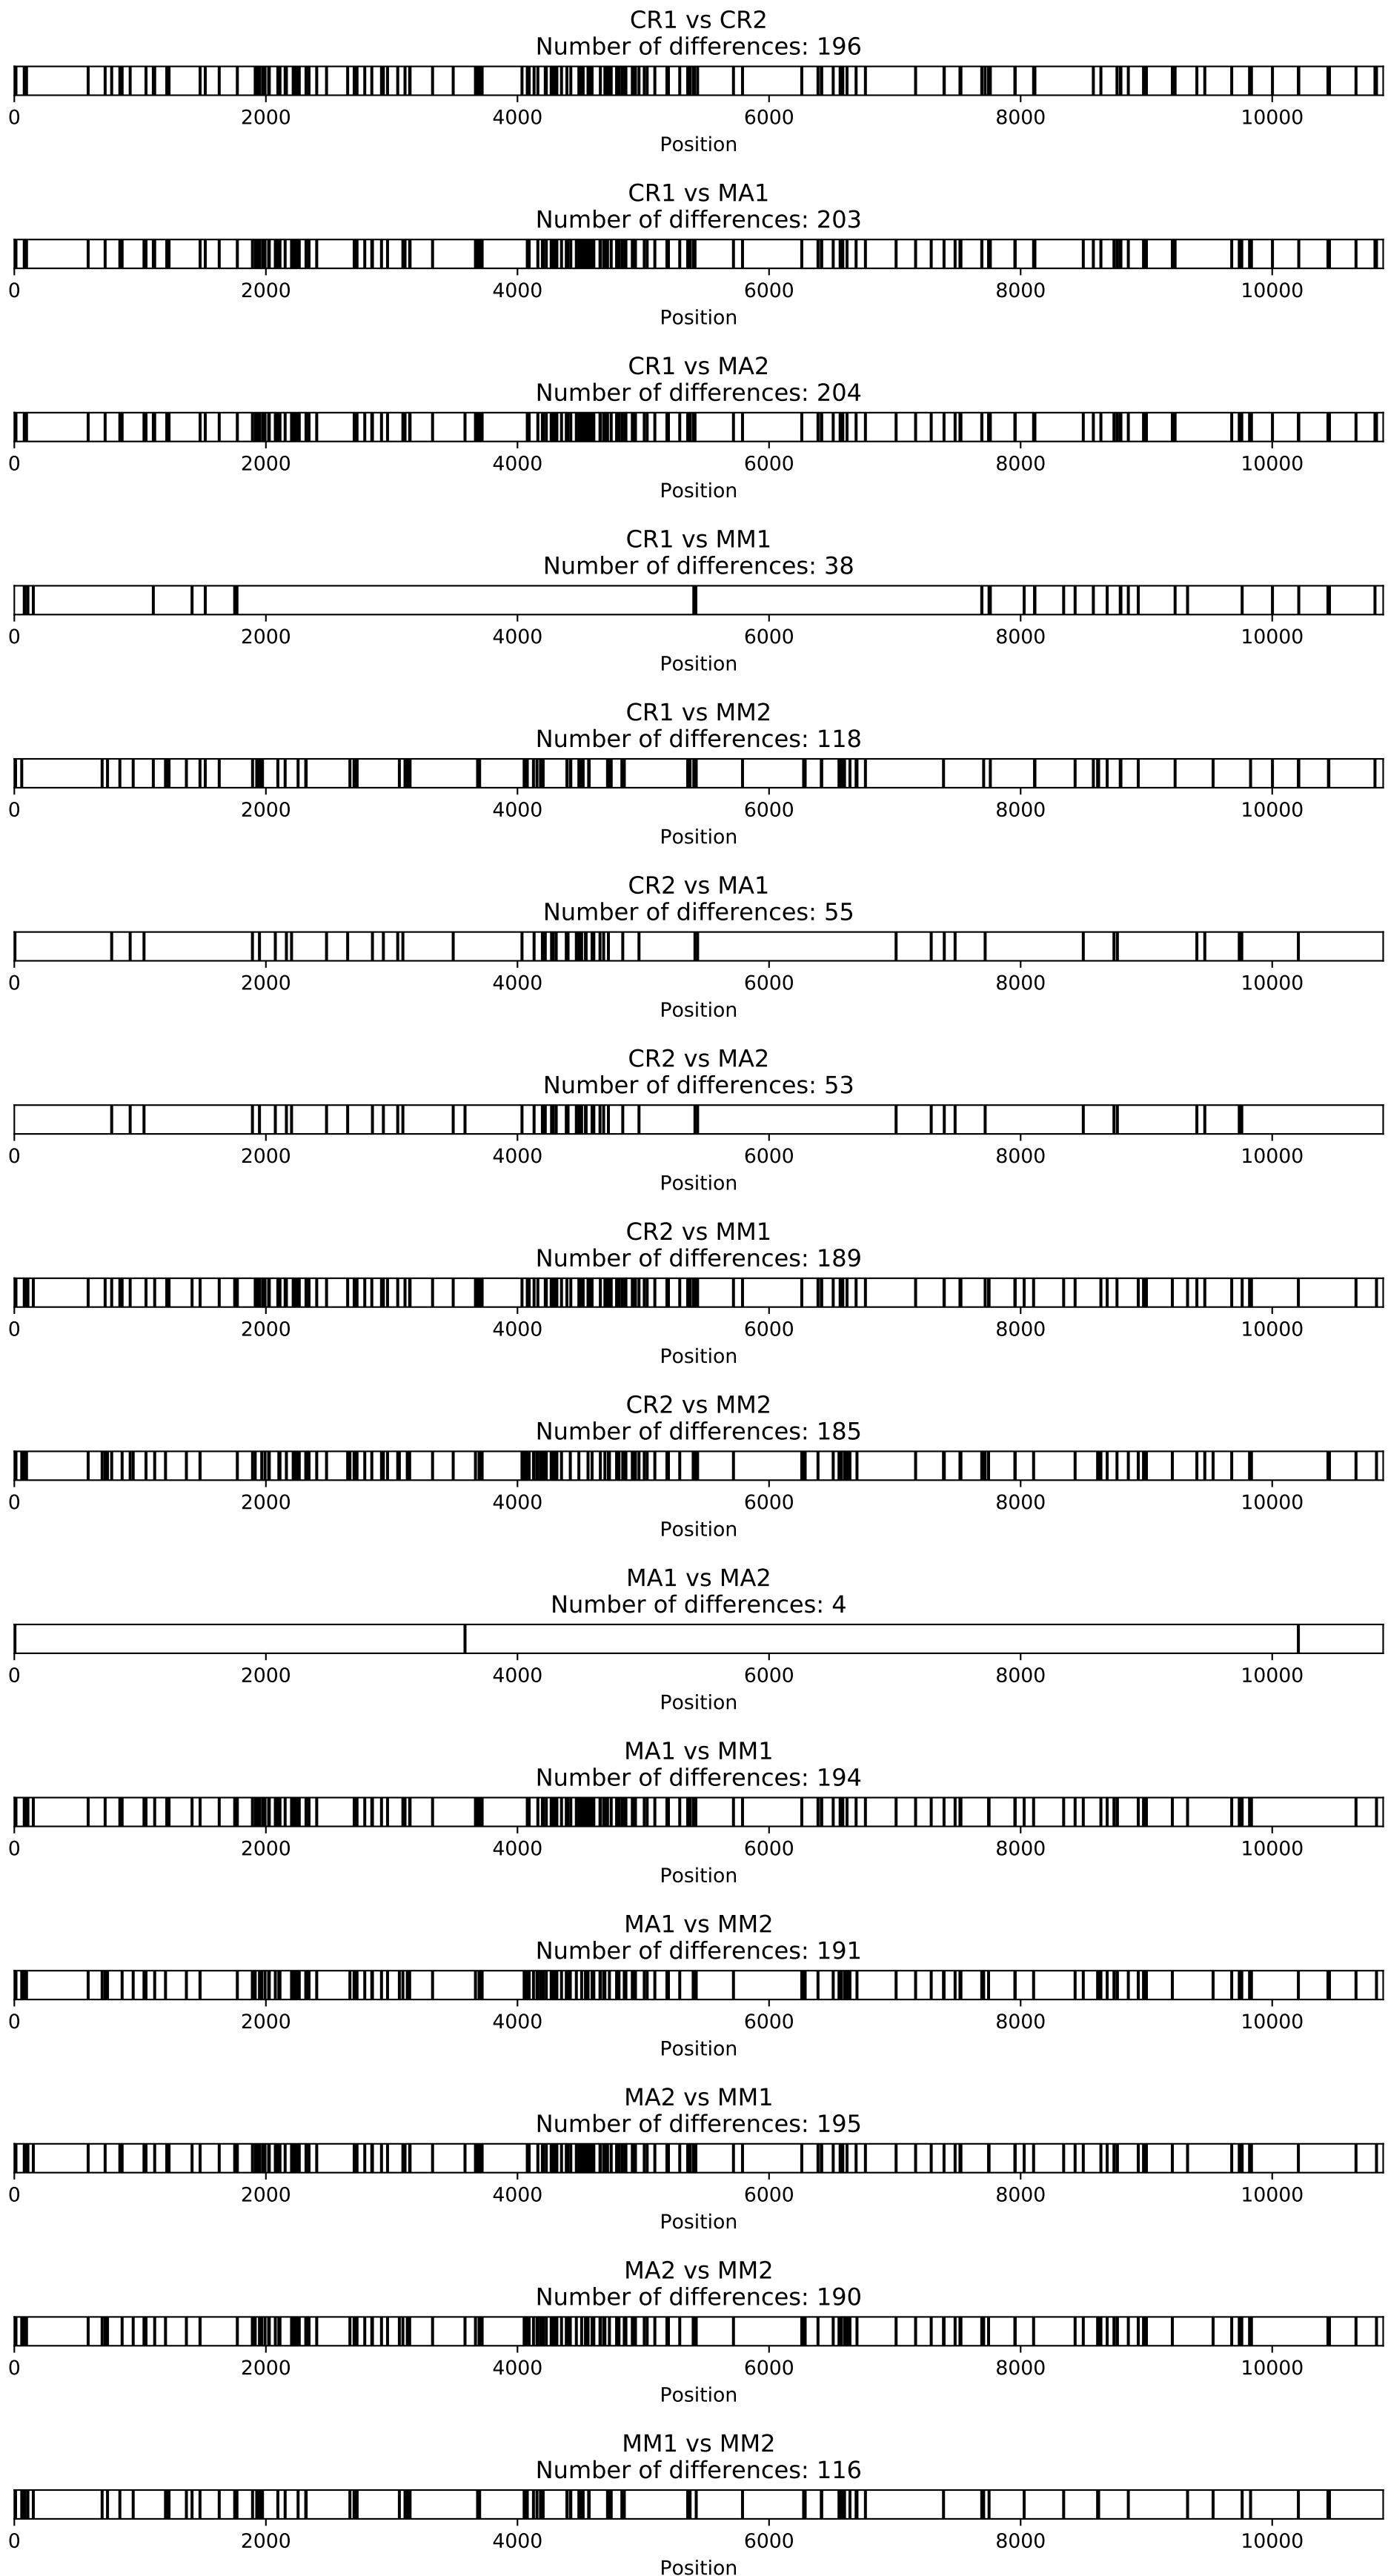 CR1 vs CR2
Number of differences: 196
0 2000 4000 6000 8000 10000
Position
CR1 vs MA1
Number of differences: 203
0 2000 4000 6000 8000 10000
Position
CR1 vs MA2
Number of differences: 204
0 2000 4000 6000 8000 10000
Position
CR1 vs MM1
Number of differences: 38
0 2000 4000 6000 8000 10000
Position
CR1 vs MM2
Number of differences: 118
0 2000 4000 6000 8000 10000
Position
CR2 vs MA1
Number of differences: 55
0 2000 4000 6000 8000 10000
Position
CR2 vs MA2
Number of differences: 53
0 2000 4000 6000 8000 10000
Position
CR2 vs MM1
Number of differences: 189
0 2000 4000 6000 8000 10000
Position
CR2 vs MM2
Number of differences: 185
0 2000 4000 6000 8000 10000
Position
MA1 vs MA2
Number of differences: 4
0 2000 4000 6000 8000 10000
Position
MA1 vs MM1
Number of differences: 194
0 2000 4000 6000 8000 10000
Position
MA1 vs MM2
Number of differences: 191
0 2000 4000 6000 8000 10000
Position
MA2 vs MM1
Number of differences: 195
0 2000 4000 6000 8000 10000
Position
MA2 vs MM2
Number of differences: 190
0 2000 4000 6000 8000 10000
Position
MM1 vs MM2
Number of differences: 116
0 2000 4000 6000 8000 10000
Position